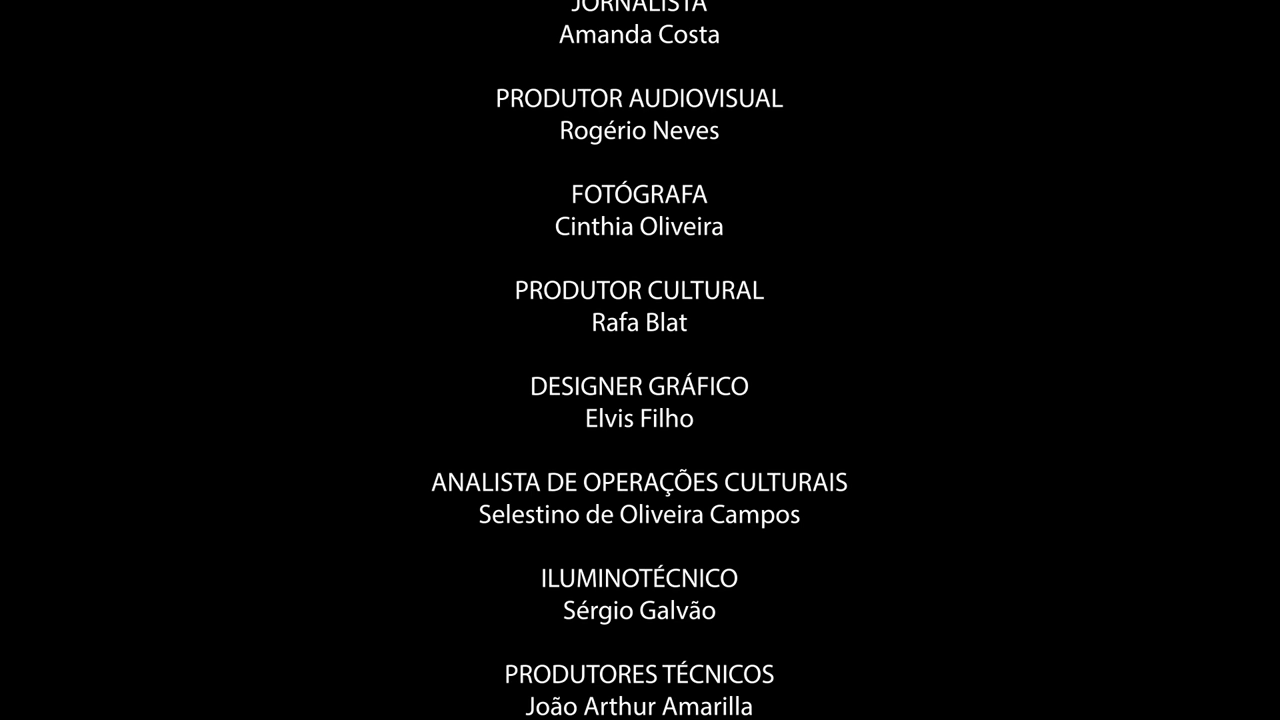 JORNALISTA
Amanda Costa
PRODUTOR AUDIOVISUAL
Rogério Neves
FOTÓGRAFA
Cinthia Oliveira
PRODUTOR CULTURAL
Rafa Blat
DESIGNER GRÁFICO
Elvis Filho
ANALISTA DE OPERAÇÕES CULTURAIS
Selestino de Oliveira Campos
ILUMINOTÉCNICO
Sérgio Galvão
PRODUTORES TÉCNICOS
João Arthur Amarilla